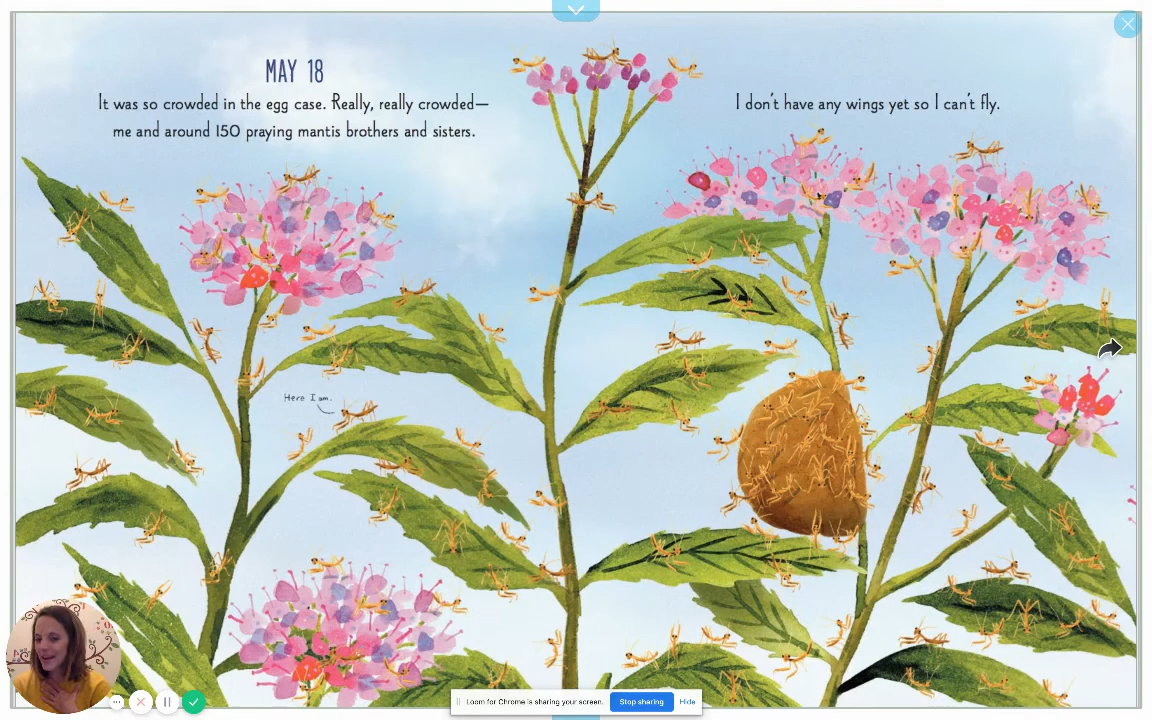 MAY 18
It was so crowded in the egg case. Really, really crowded—
me and around 150 praying mantis brothers and sisters.
I don't have any wings yet so I can't fly.
Here I am.
Loom for Chrome is sharing your screen.
Stop sharing
Hide